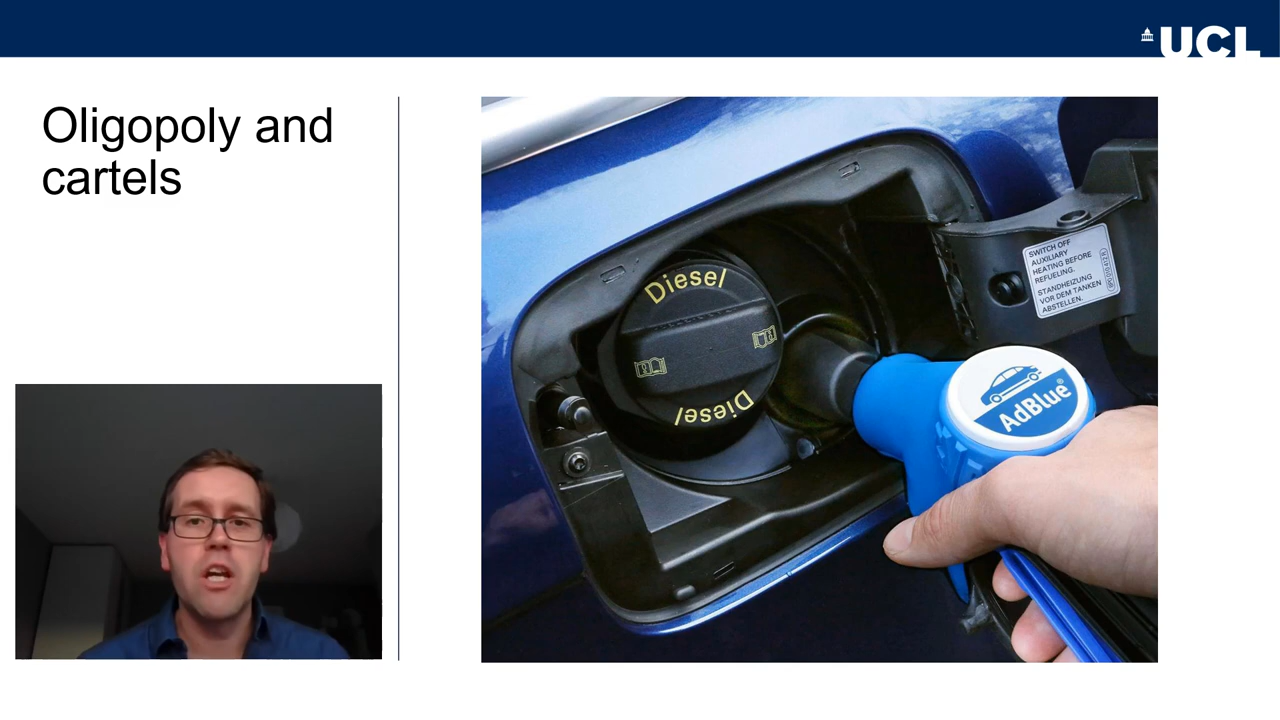 UCL
Oligopoly and
cartels
Diesel
Diesel
SWITCH OFF
AUXILIARY
HEATING BEFORE
REFUELING.
STANDHEIZUNG
VOR DEM TANKEN
ABSTELLEN.
AdBlue®